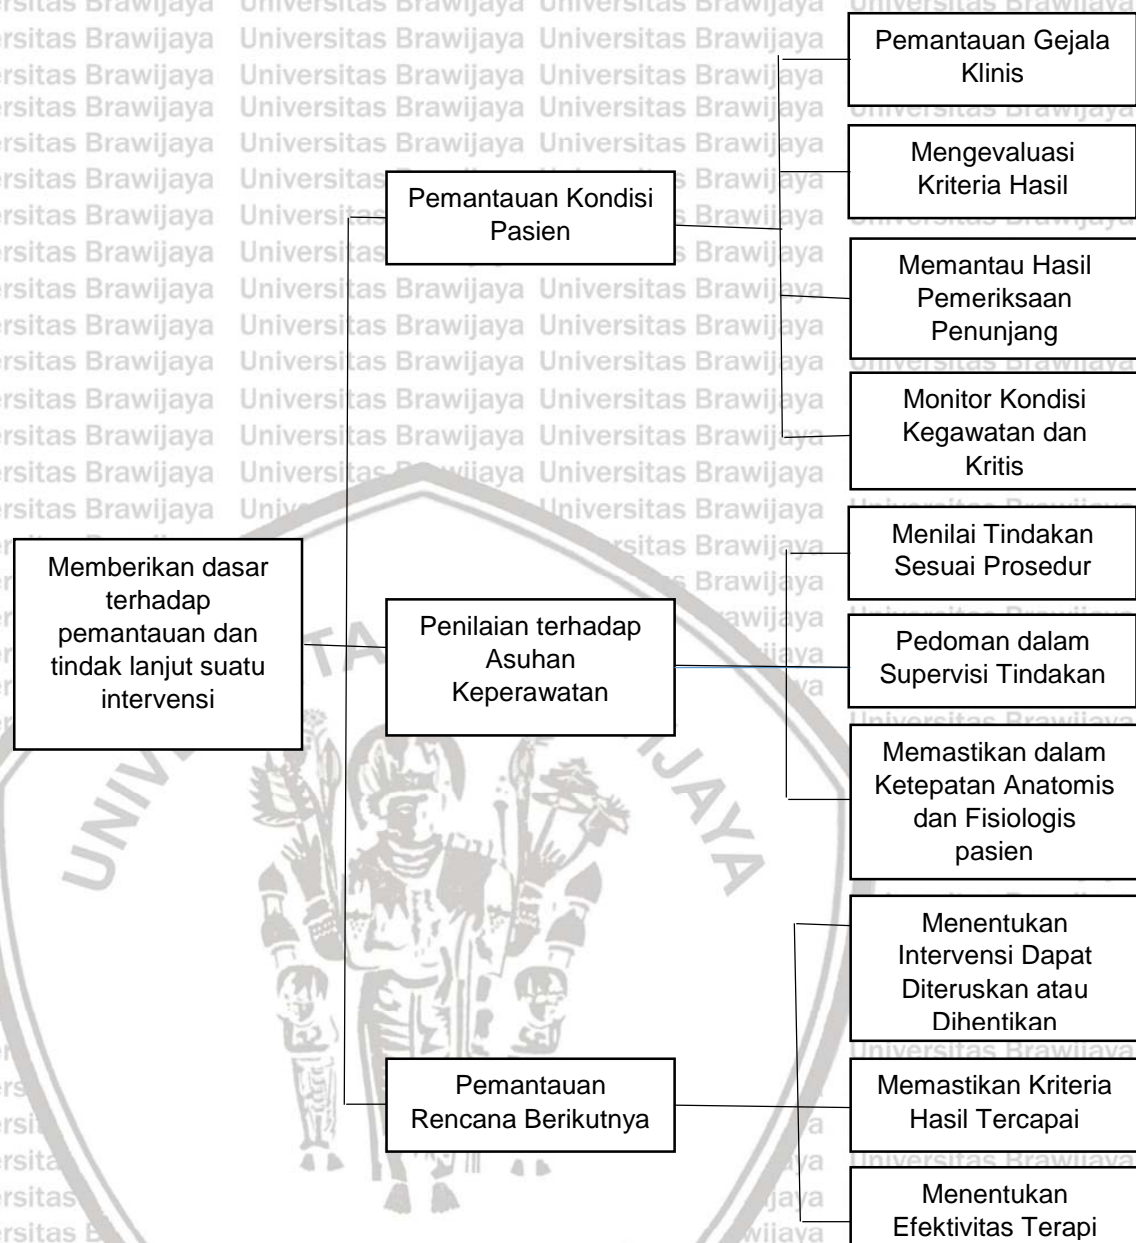 Memberikan dasar
terhadap
pemantauan dan
tindak lanjut suatu
intervensi
Pemantauan Kondisi
Pasien
Pemantauan Gejala
Klinis
Mengevaluasi
Kriteria Hasil
Memantau Hasil
Pemeriksaan
Penunjang
Monitor Kondisi
Kegawatan dan
Kritis
Penilaian terhadap
Asuhan
Keperawatan
Menilai Tindakan
Sesuai Prosedur
Pedoman dalam
Supervisi Tindakan
Memastikan dalam
Ketepatan Anatomis
dan Fisiologis
pasien
Pemantauan
Rencana Berikutnya
Menentukan
Intervensi Dapat
Diteruskan atau
Dihentikan
Memastikan Kriteria
Hasil Tercapai
Menentukan
Efektivitas Terapi